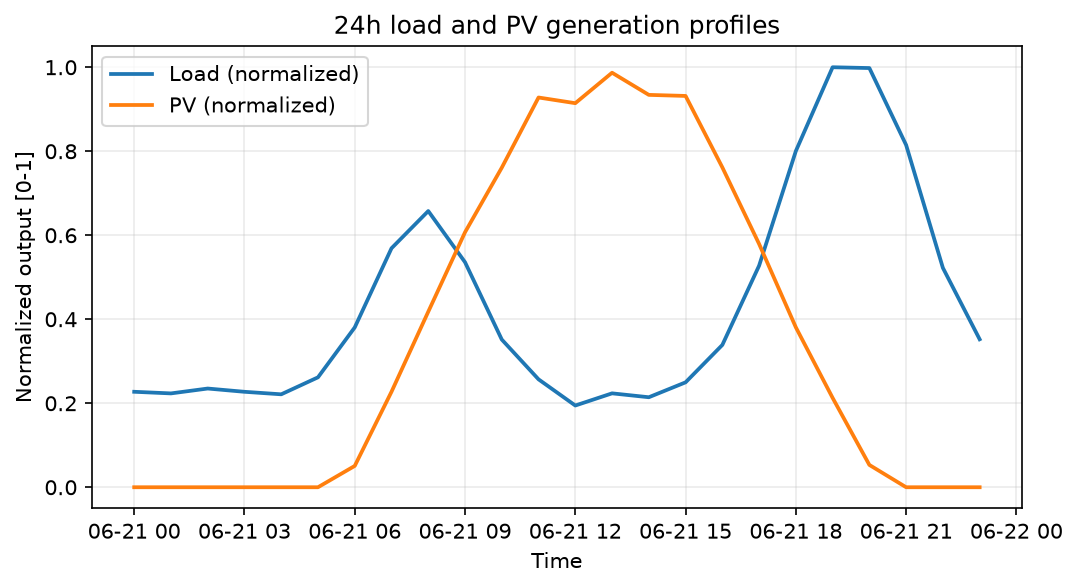 24h load and PV generation profiles
Load (normalized)
PV (normalized)
Normalized output [0-1]
1.0
0.8
0.6
0.4
0.2
0.0
06-21 00 06-21 03 06-21 06 06-21 09 06-21 12 06-21 15 06-21 18 06-21 21 06-22 00
Time